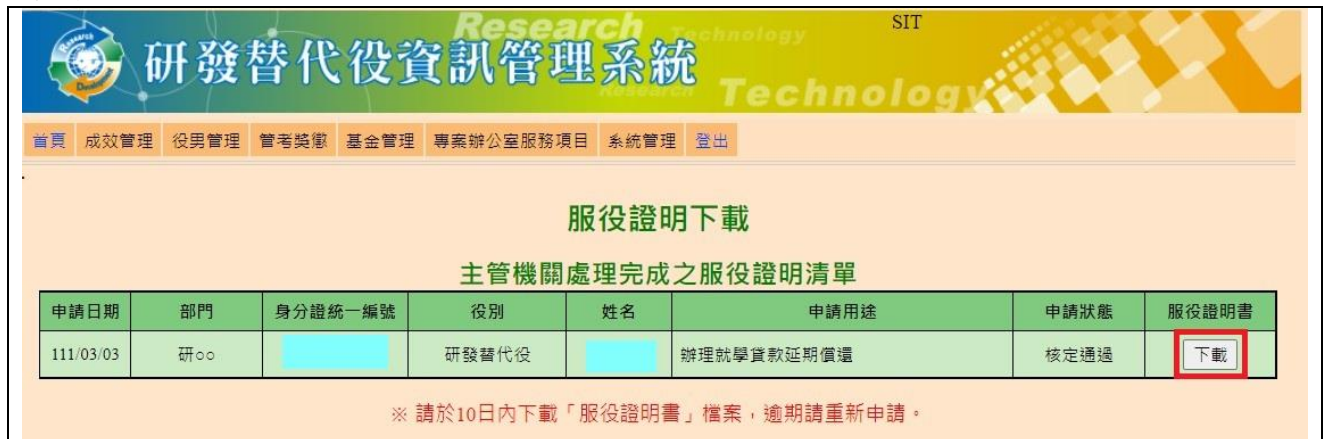 Research Technology SIT
研發替代役資訊管理系統
Research Technology
首頁 成效管理 役男管理 管考獎懲 基金管理 專案辦公室服務項目 系統管理 登出
服役證明下載
主管機關處理完成之服役證明清單
申請日期 部門 身分證統一編號 役別 姓名 申請用途 申請狀態 服役證明書
111/03/03 研○○ 研發替代役 辦理就學貸款延期償還 核定通過 下載
※ 請於10日內下載「服役證明書」檔案，逾期請重新申請。